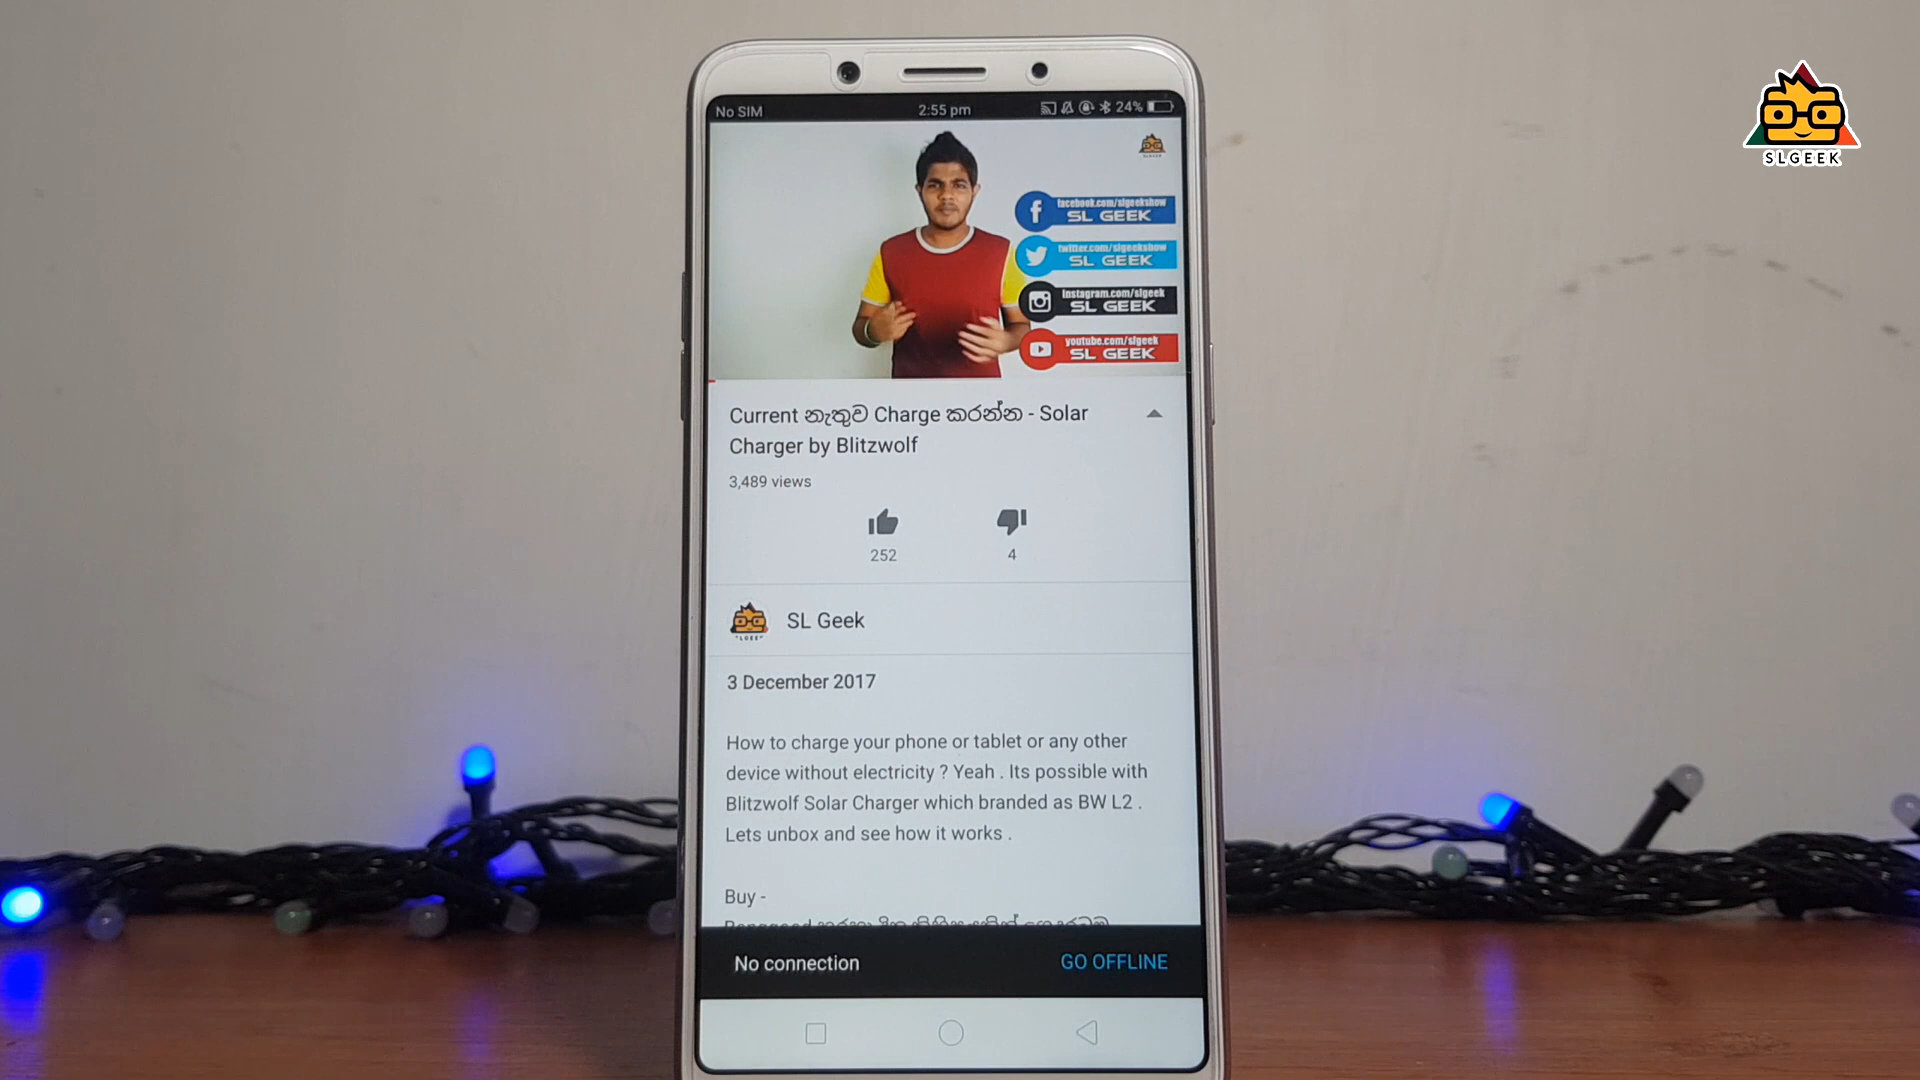 SLGEEK
No SIM
2:55 pm
24%
facebook.com/slgeekshow
SL GEEK
twitter.com/slgeekshow
SL GEEK
Instagram.com/slgeek
SL GEEK
youtube.com/slgeek
SL GEEK
Current නැතුව Charge කරන්න - Solar
Charger by Blitzwolf
3,489 views
252
4
SL Geek
3 December 2017
How to charge your phone or tablet or any other
device without electricity ? Yeah . Its possible with
Blitzwolf Solar Charger which branded as BW L2 .
Lets unbox and see how it works .
Buy -
No connection
GO OFFLINE